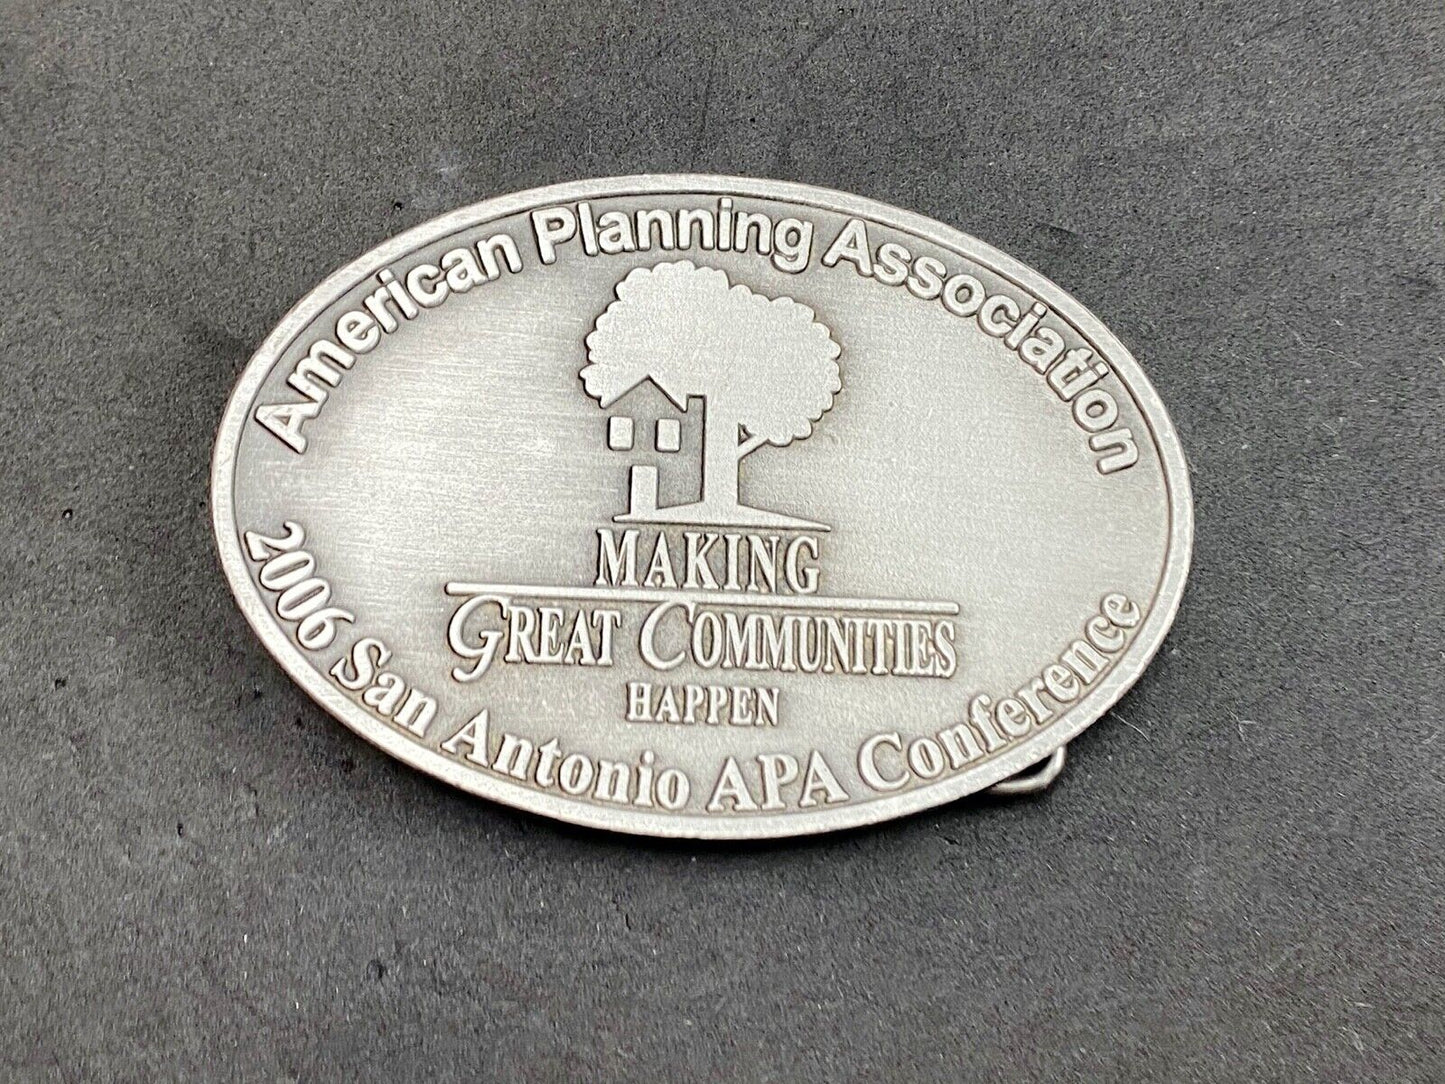 American Planning Association
MAKING
GREAT COMMUNITIES
HAPPEN
2006 San Antonio APA Conference